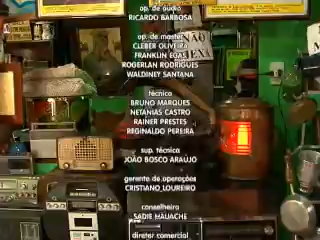 op. de áudio
RICARDO BARBOSA
op. de master
CLEBER OLIVEIRA
FRANKLIN EGAS
ROGERLAN RODRIGUES
WALDINEY SANTANA
técnico
BRUNO MARQUES
NETANIAS CASTRO
RAINER PRESTES
REGINALDO PEREIRA
sup. técnico
JOÃO BOSCO ARAÚJO
gerente de operações
CRISTIANO LOUREIRO
conselheira
SADIE HAUACHE
diretor comercial
NÃO